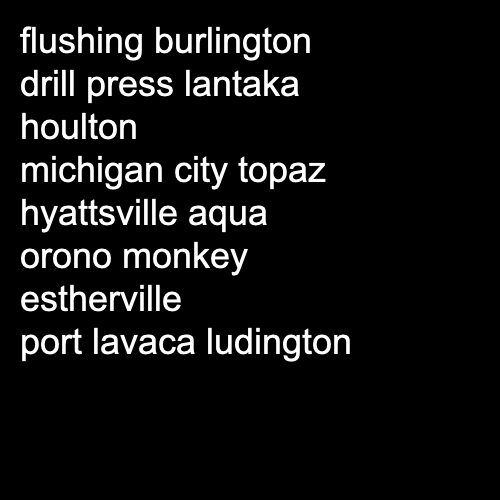 flushing burlington
drill press lantaka
houlton
michigan city topaz
hyattsville aqua
orono monkey
estherville
port lavaca ludington